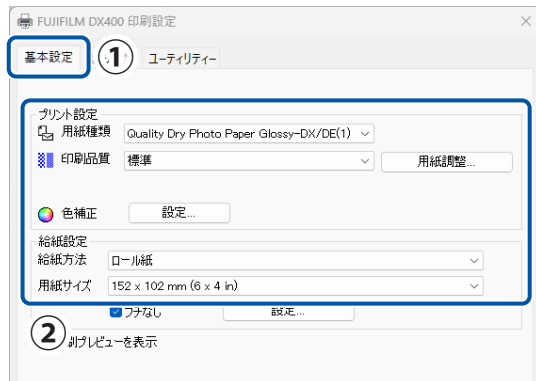 FUJIFILM DX400 印刷設定
基本設定 ① ユーティリティー
プリント設定
用紙種類 Quality Dry Photo Paper Glossy-DX/DE(1)
印刷品質 標準 用紙調整...
色補正 設定...
給紙設定
給紙方法 ロール紙
用紙サイズ 152 x 102 mm (6 x 4 in)
フチなし 設定...
② 刷プレビューを表示